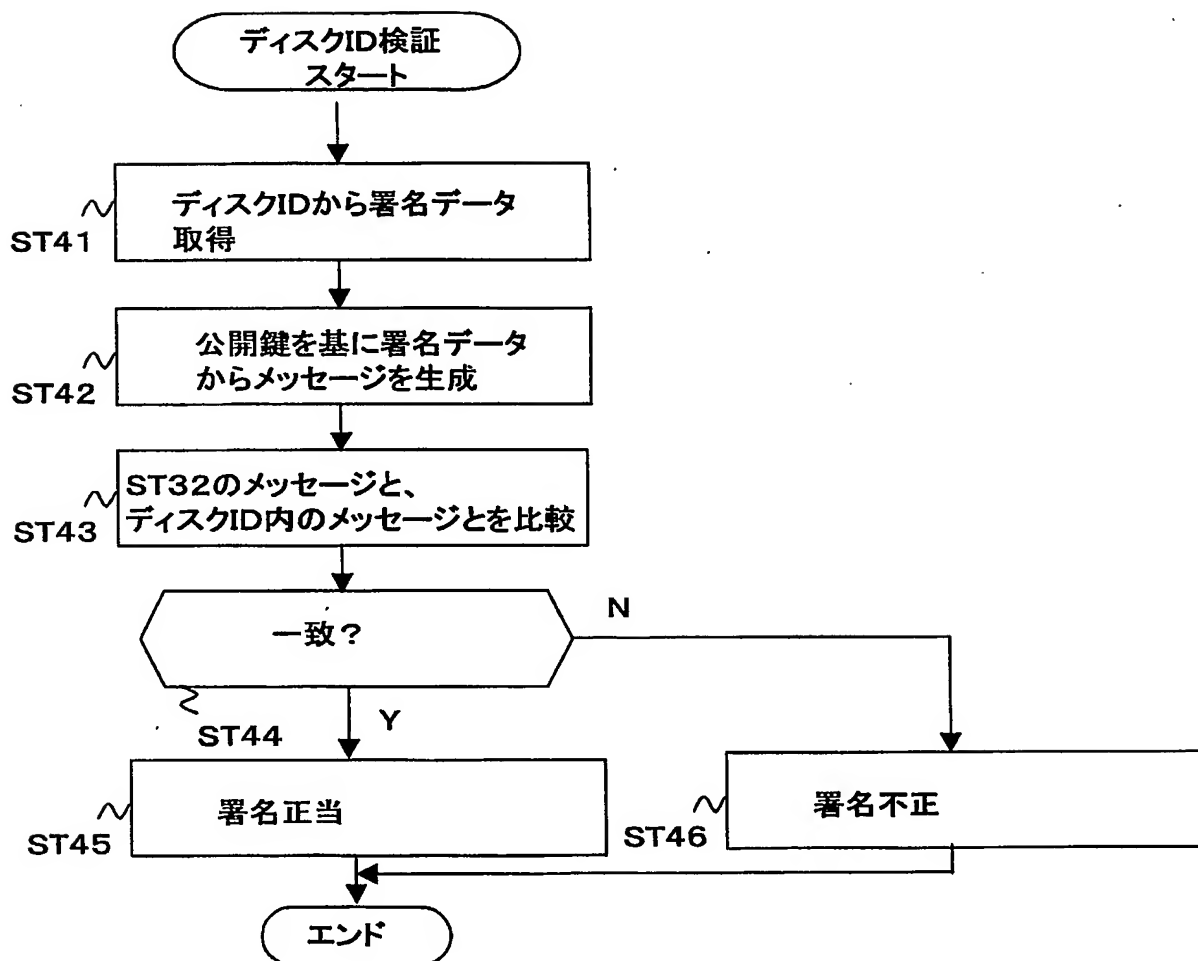 ディスクID検証
スタート
ディスクIDから署名データ
取得
ST41
公開鍵を基に署名データ
からメッセージを生成
ST42
ST32のメッセージと、
ディスクID内のメッセージとを比較
ST43
一致？
N
ST44
Y
署名正当
ST45
署名不正
ST46
エンド